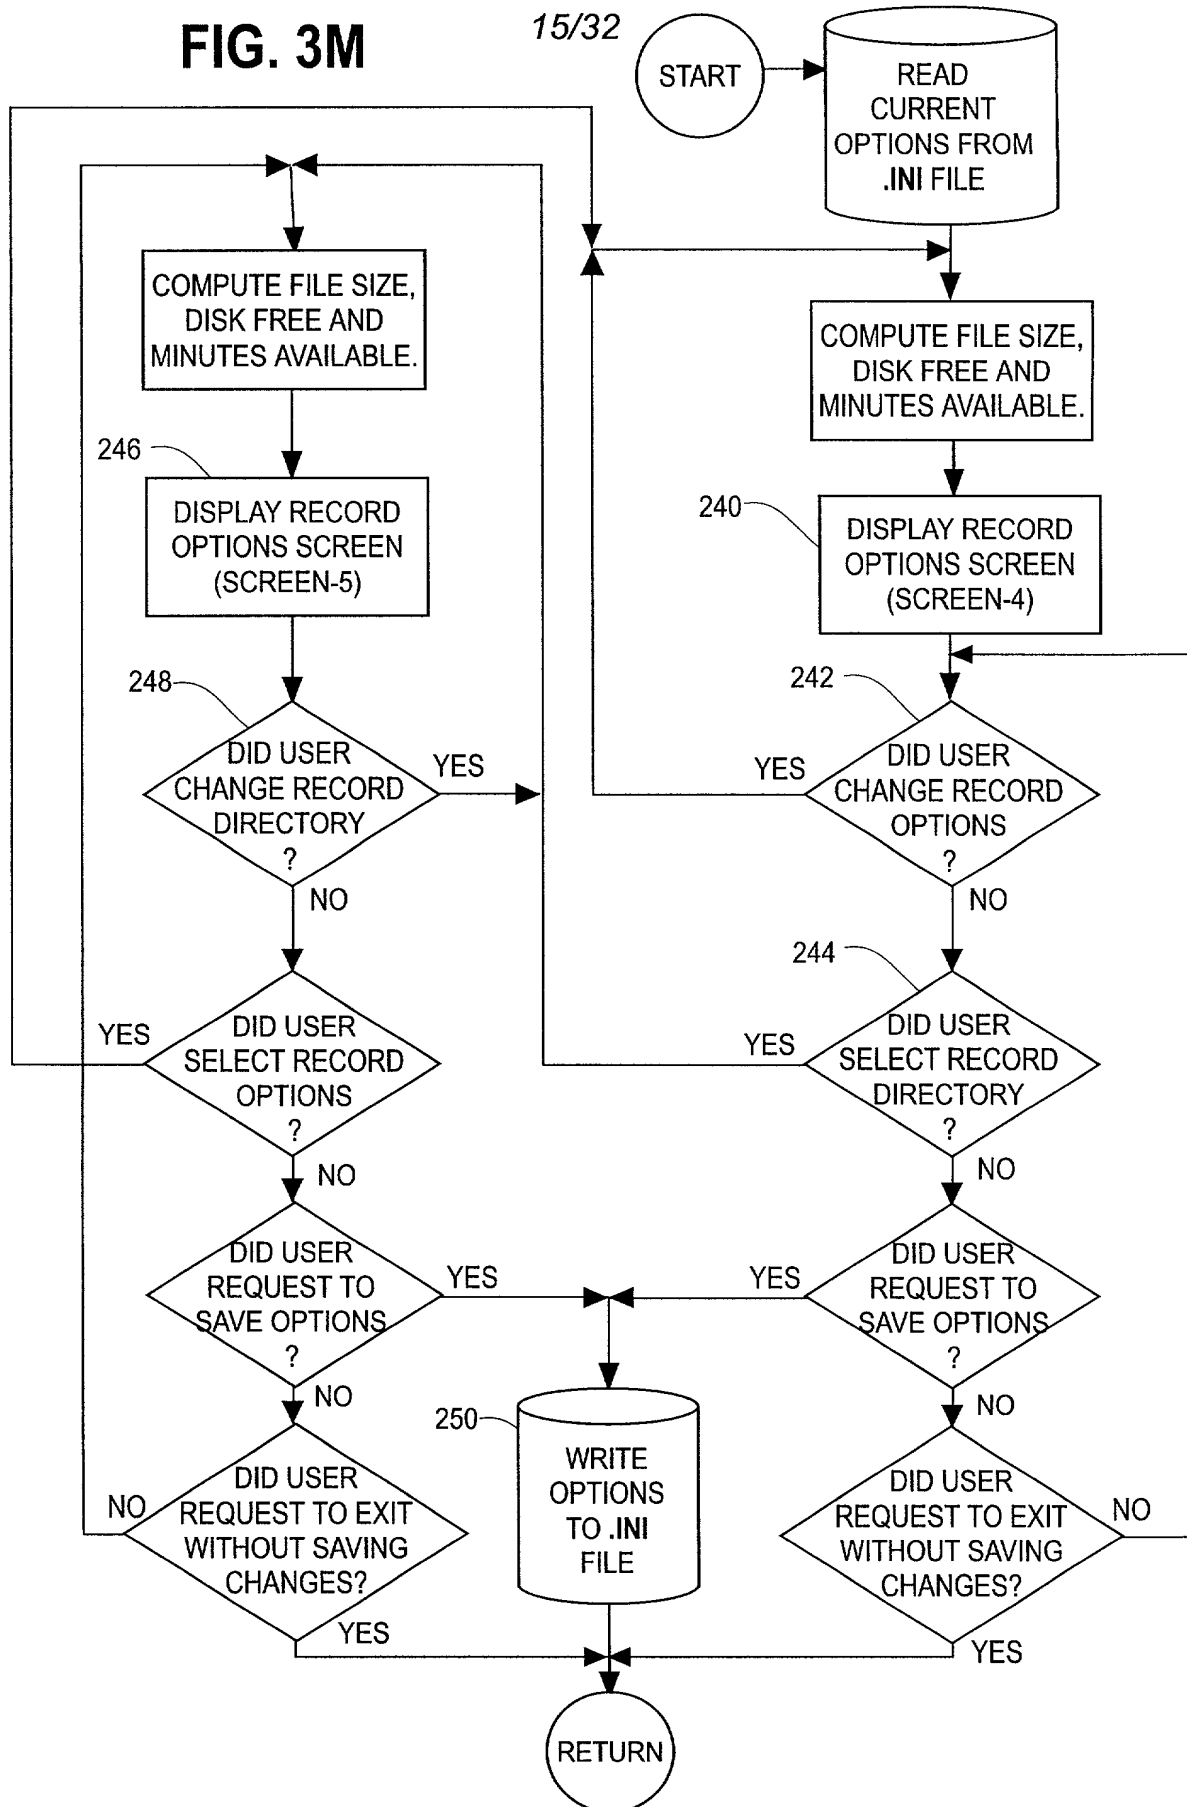 FIG. 3M
15/32
START
READ
CURRENT
OPTIONS FROM
.INI FILE
COMPUTE FILE SIZE,
DISK FREE AND
MINUTES AVAILABLE.
240
DISPLAY RECORD
OPTIONS SCREEN
(SCREEN-4)
242
DID USER
CHANGE RECORD
OPTIONS
?
YES
NO
244
DID USER
SELECT RECORD
DIRECTORY
?
YES
NO
DID USER
REQUEST TO
SAVE OPTIONS
?
YES
NO
DID USER
REQUEST TO EXIT
WITHOUT SAVING
CHANGES?
NO
YES
COMPUTE FILE SIZE,
DISK FREE AND
MINUTES AVAILABLE.
246
DISPLAY RECORD
OPTIONS SCREEN
(SCREEN-5)
248
DID USER
CHANGE RECORD
DIRECTORY
?
YES
NO
DID USER
SELECT RECORD
OPTIONS
?
YES
NO
DID USER
REQUEST TO
SAVE OPTIONS
?
YES
NO
DID USER
REQUEST TO EXIT
WITHOUT SAVING
CHANGES?
NO
YES
250
WRITE
OPTIONS
TO .INI
FILE
RETURN